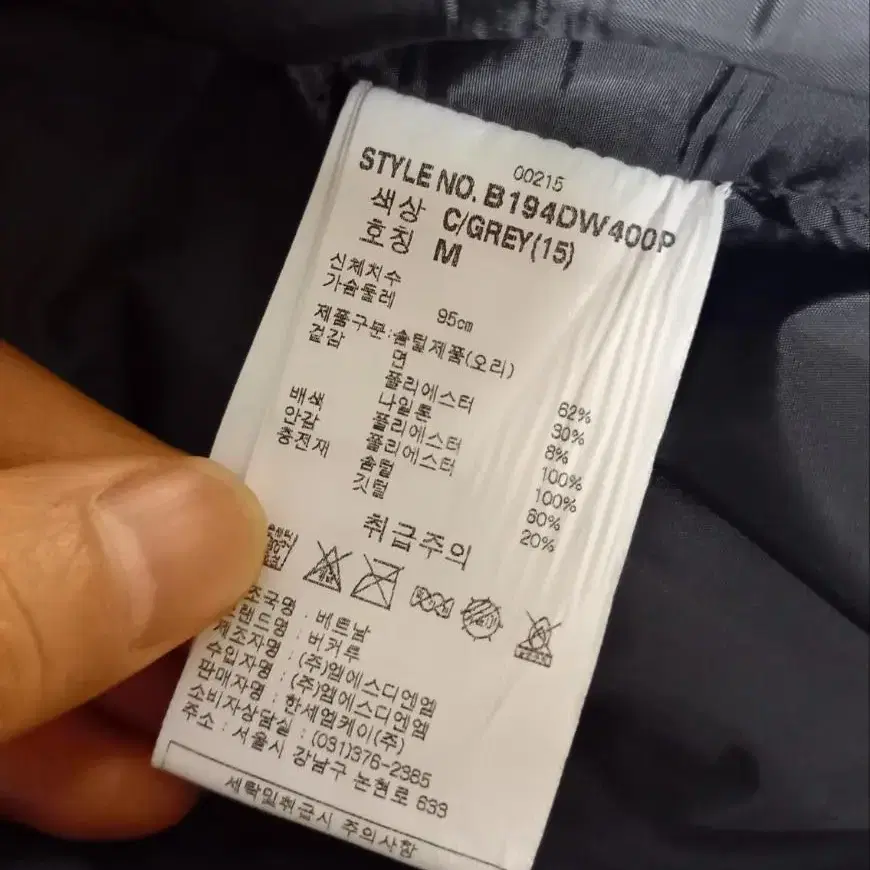 00215
STYLE NO. B194DW400P
색상 C/GREY(15)
호칭 M
신체치수
가슴둘레 95cm
제품구분:솜털제품(오리)
겉감 면 62%
폴리에스터 30%
나일론 8%
배색 폴리에스터 100%
안감 폴리에스터 100%
충전재 솜털 80%
깃털 20%
취급주의
조국명 : 베트남
브랜드명 : 버커루
제조자명 : (주)엠에스디엔엠
수입자명 : (주)엠에스디엔엠
판매자명 : 한세엠케이(주)
소비자상담실 : (031)376-2385
주소 : 서울시 강남구 논현로 633
세탁및취급시 주의사항